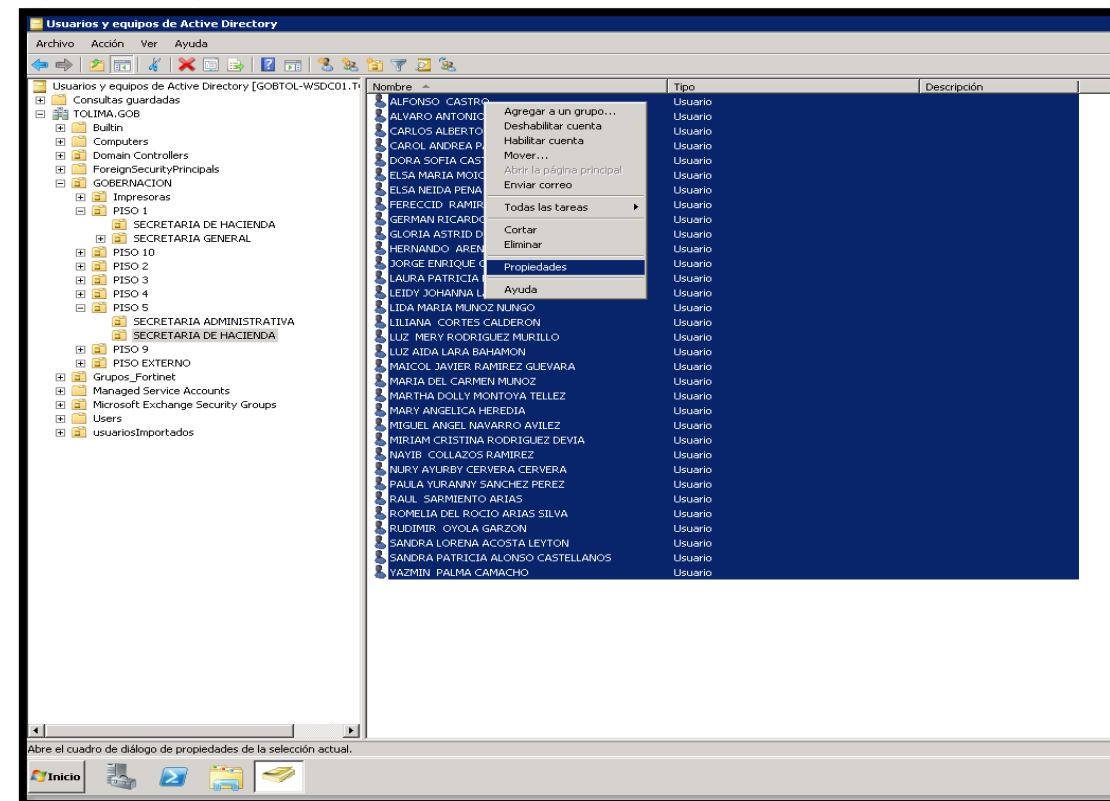 Usuarios y equipos de Active Directory
Archivo Acción Ver Ayuda
Usuarios y equipos de Active Directory [GOBTOL-WSDC01.T
Consultas guardadas
TOLIMA.GOB
Builtin
Computers
Domain Controllers
ForeignSecurityPrincipals
GOBERNACION
Impresoras
PISO 1
SECRETARIA DE HACIENDA
SECRETARIA GENERAL
PISO 10
PISO 2
PISO 3
PISO 4
PISO 5
SECRETARIA ADMINISTRATIVA
SECRETARIA DE HACIENDA
PISO 9
PISO EXTERNO
Grupos_Fortinet
Managed Service Accounts
Microsoft Exchange Security Groups
Users
usuariosImportados
Nombre Tipo Descripción
ALFONSO CASTRO Usuario
ALVARO ANTONIO Usuario
CARLOS ALBERTO Usuario
CAROL ANDREA Usuario
DORA SOFIA CAS Usuario
ELSA MARIA Usuario
ELSA NEIDA PENA Usuario
FERECCID RAMIR Usuario
GERMAN RICARDO Usuario
GLORIA ASTRID D Usuario
HERNANDO AREN Usuario
JORGE ENRIQUE Usuario
LAURA PATRICIA Usuario
LEIDY JOHANNA Usuario
LIDA MARIA MUNOZ NUNGO Usuario
LILIANA CORTES CALDERON Usuario
LUZ MERY RODRIGUEZ MURILLO Usuario
LUZ AIDA LARA BAHAMON Usuario
MAICOL JAVIER RAMIREZ GUEVARA Usuario
MARIA DEL CARMEN MUNOZ Usuario
MARTHA DOLLY MONTOYA TELLEZ Usuario
MARY ANGELICA HEREDIA Usuario
MIGUEL ANGEL NAVARRO AVILEZ Usuario
MIRIAM CRISTINA RODRIGUEZ DEVIA Usuario
NAYIB COLLAZOS RAMIREZ Usuario
NURY AYURBY CERVERA CERVERA Usuario
PAULA YURANNY SANCHEZ PEREZ Usuario
RAUL SARMIENTO ARIAS Usuario
ROMELIA DEL ROCIO ARIAS SILVA Usuario
RUDIMIR OYOLA GARZON Usuario
SANDRA LORENA ACOSTA LEYTON Usuario
SANDRA PATRICIA ALONSO CASTELLANOS Usuario
YAZMIN PALMA CAMACHO Usuario
Agregar a un grupo...
Deshabilitar cuenta
Habilitar cuenta
Mover...
Abrir la página principal
Enviar correo
Todas las tareas
Cortar
Eliminar
Propiedades
Ayuda
Abre el cuadro de diálogo de propiedades de la selección actual.
Inicio